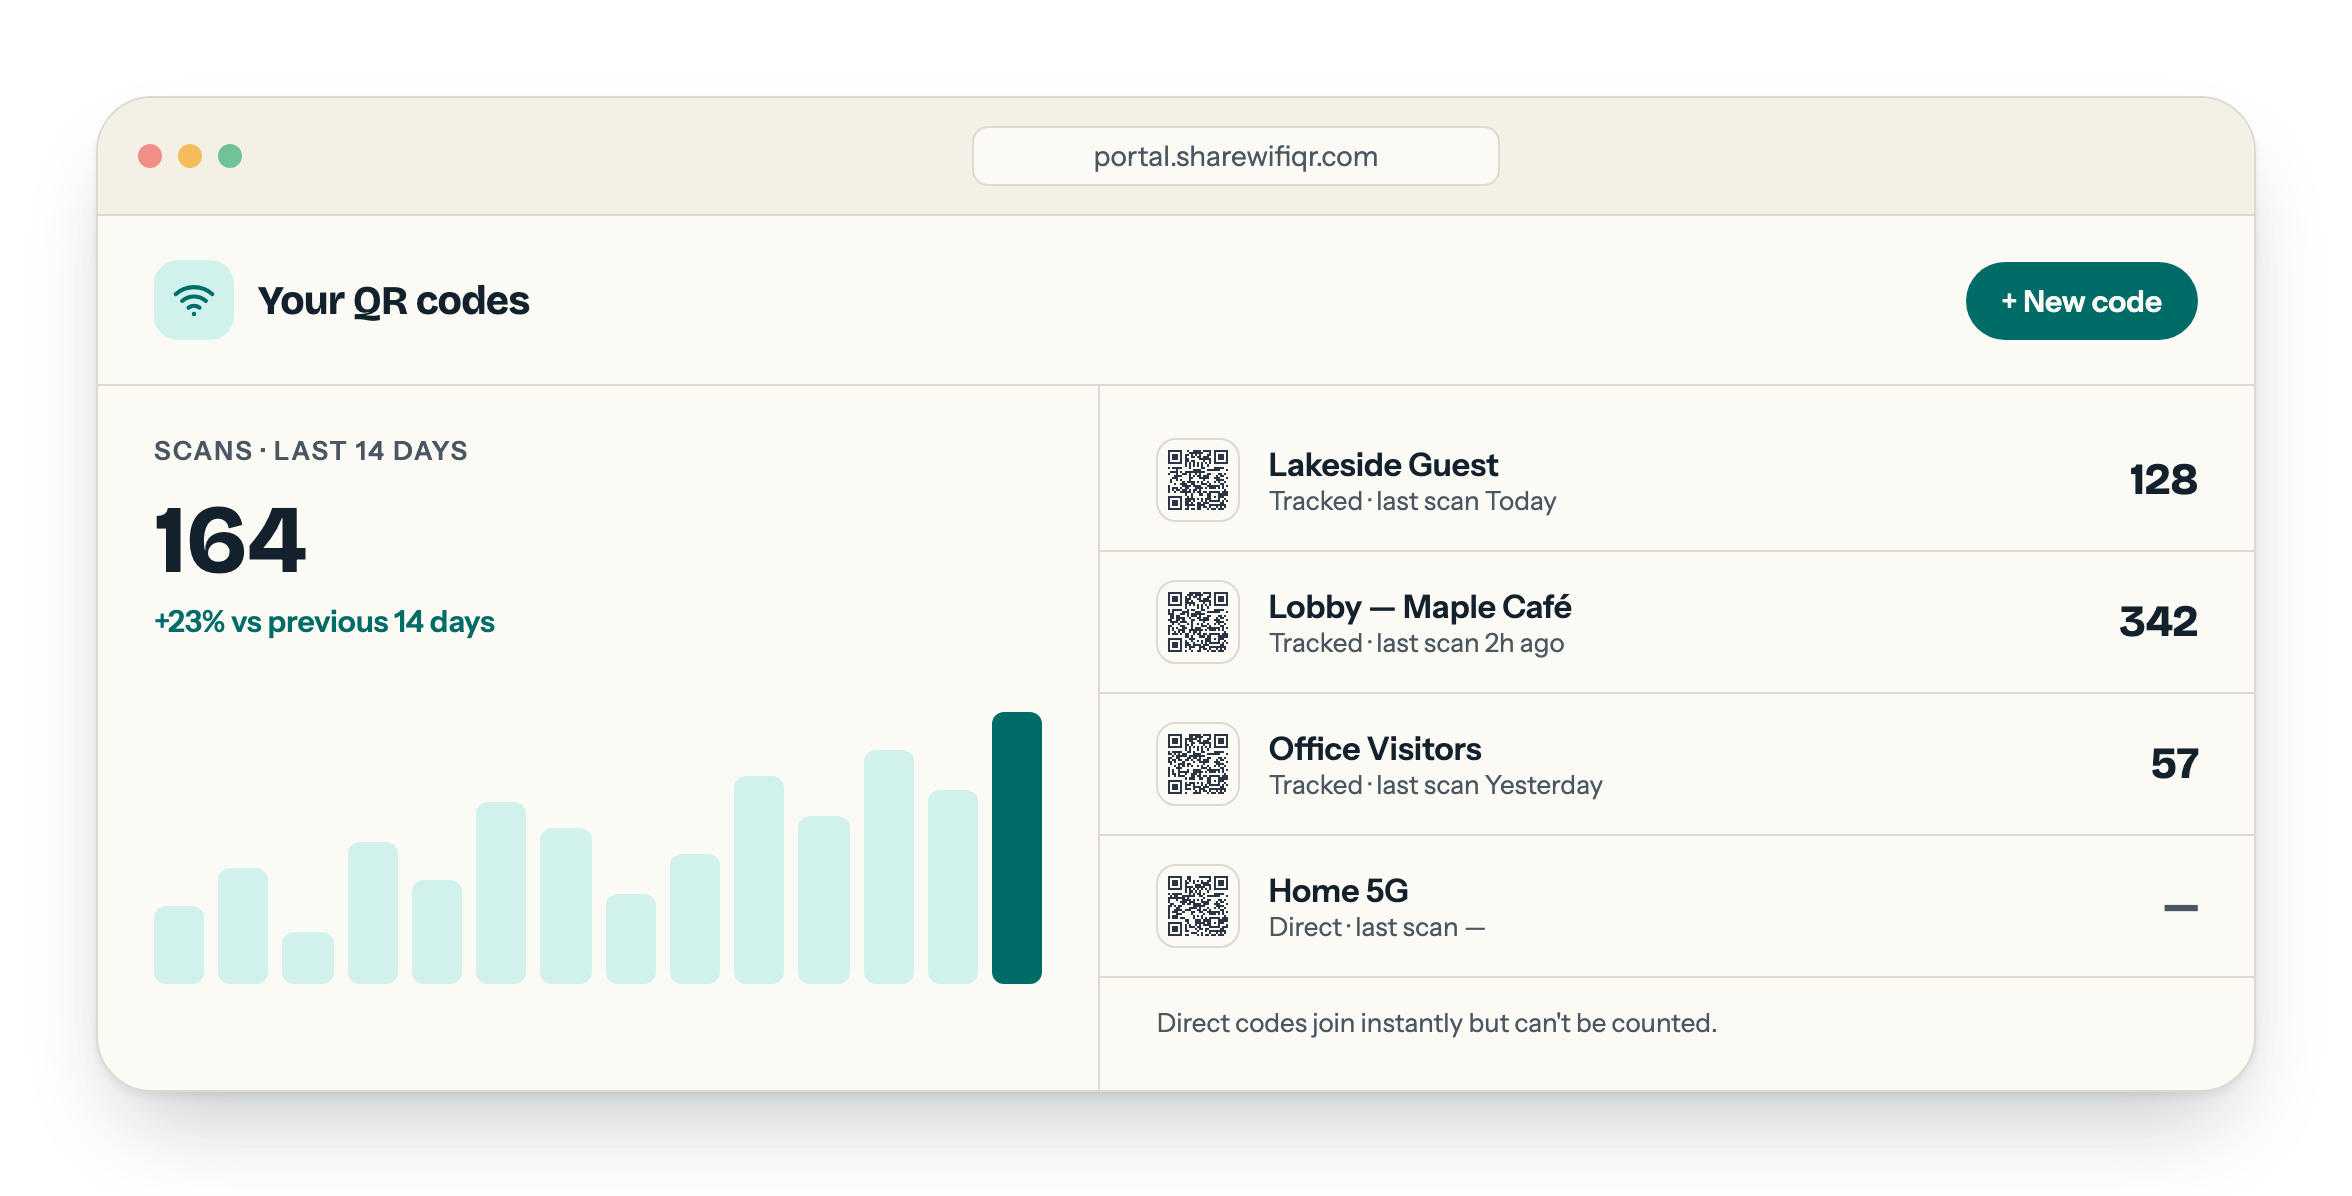 portal.sharewifiqr.com
Your QR codes
+ New code
SCANS · LAST 14 DAYS
164
+23% vs previous 14 days
Lakeside Guest
Tracked · last scan Today
128
Lobby — Maple Café
Tracked · last scan 2h ago
342
Office Visitors
Tracked · last scan Yesterday
57
Home 5G
Direct · last scan —
—
Direct codes join instantly but can't be counted.